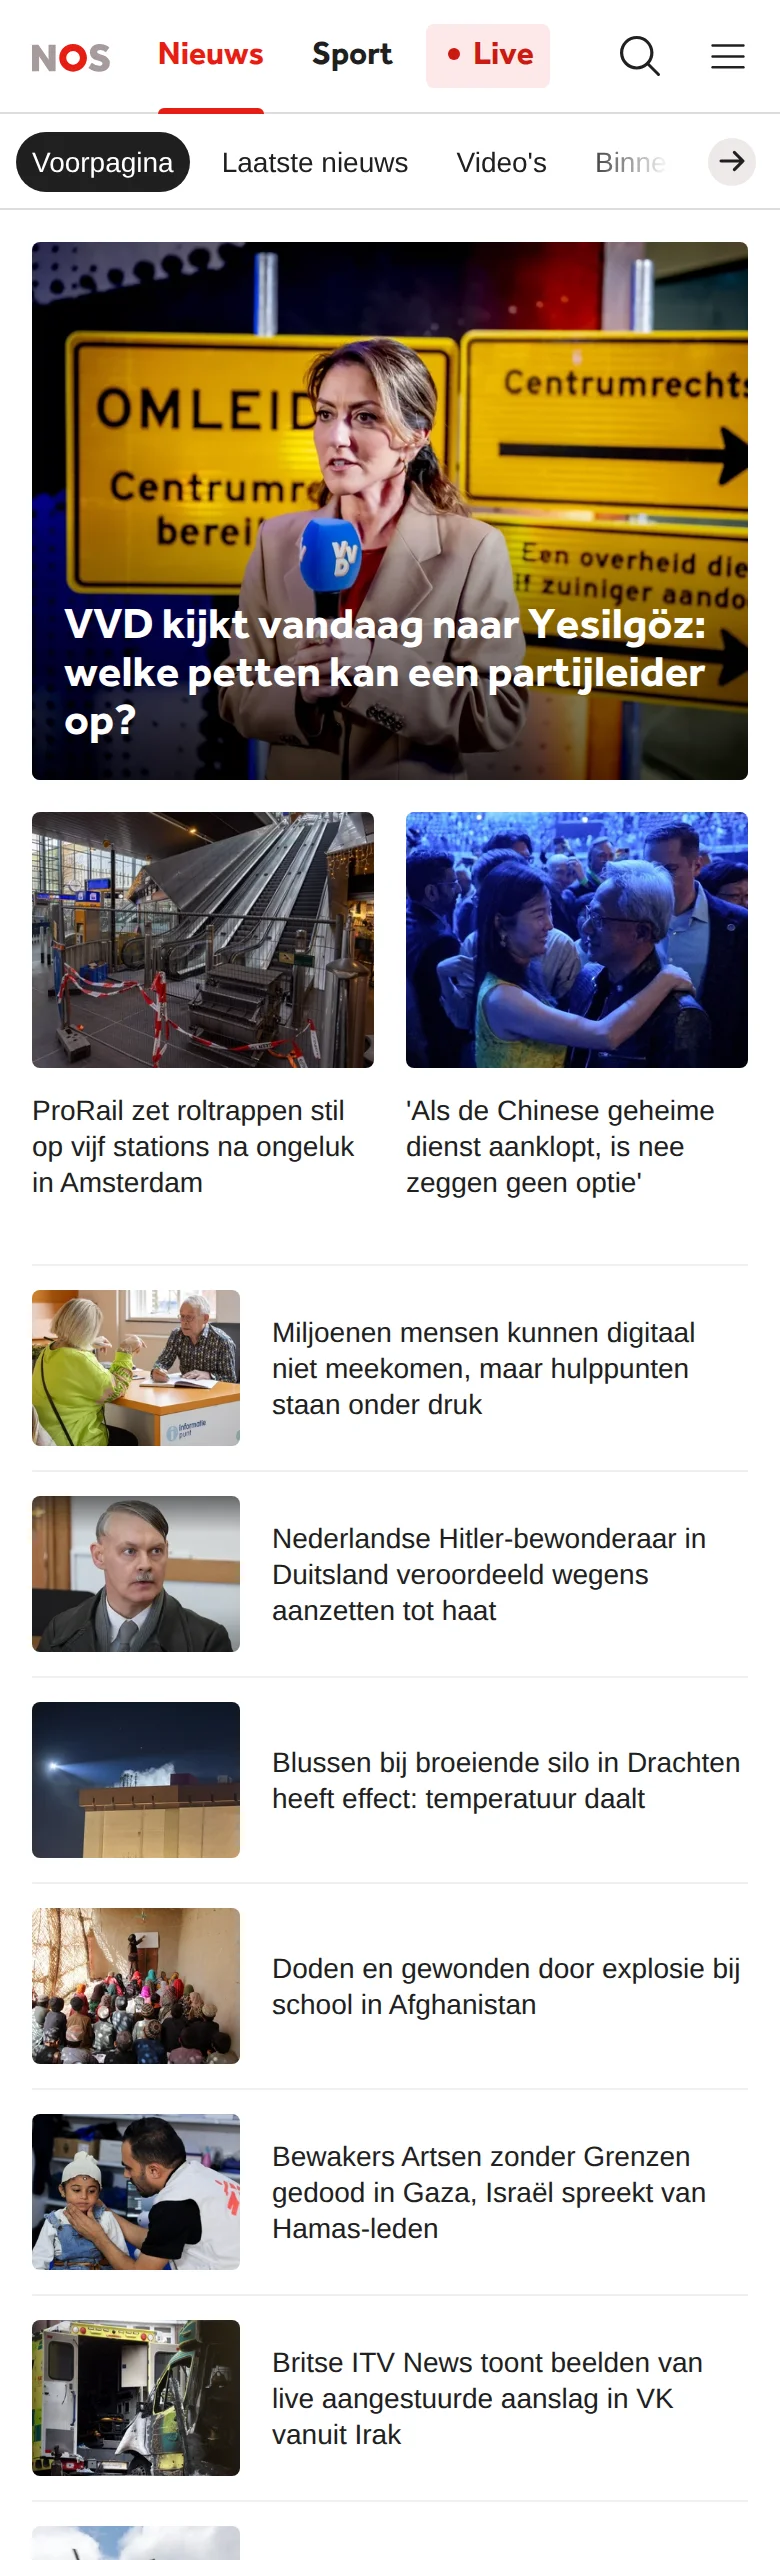 NOS
Nieuws
Sport
Live
Voorpagina
Laatste nieuws
Video's
Binne
OMLEID
Centrumre
bereik
Centrumrechts
Een overheid die
zuiniger aando
VVD
VVD kijkt vandaag naar Yesilgöz:
welke petten kan een partijleider
op?
ProRail zet roltrappen stil
op vijf stations na ongeluk
in Amsterdam
'Als de Chinese geheime
dienst aanklopt, is nee
zeggen geen optie'
Informatie
punt
Miljoenen mensen kunnen digitaal
niet meekomen, maar hulppunten
staan onder druk
Nederlandse Hitler-bewonderaar in
Duitsland veroordeeld wegens
aanzetten tot haat
Blussen bij broeiende silo in Drachten
heeft effect: temperatuur daalt
Doden en gewonden door explosie bij
school in Afghanistan
Bewakers Artsen zonder Grenzen
gedood in Gaza, Israël spreekt van
Hamas-leden
Britse ITV News toont beelden van
live aangestuurde aanslag in VK
vanuit Irak